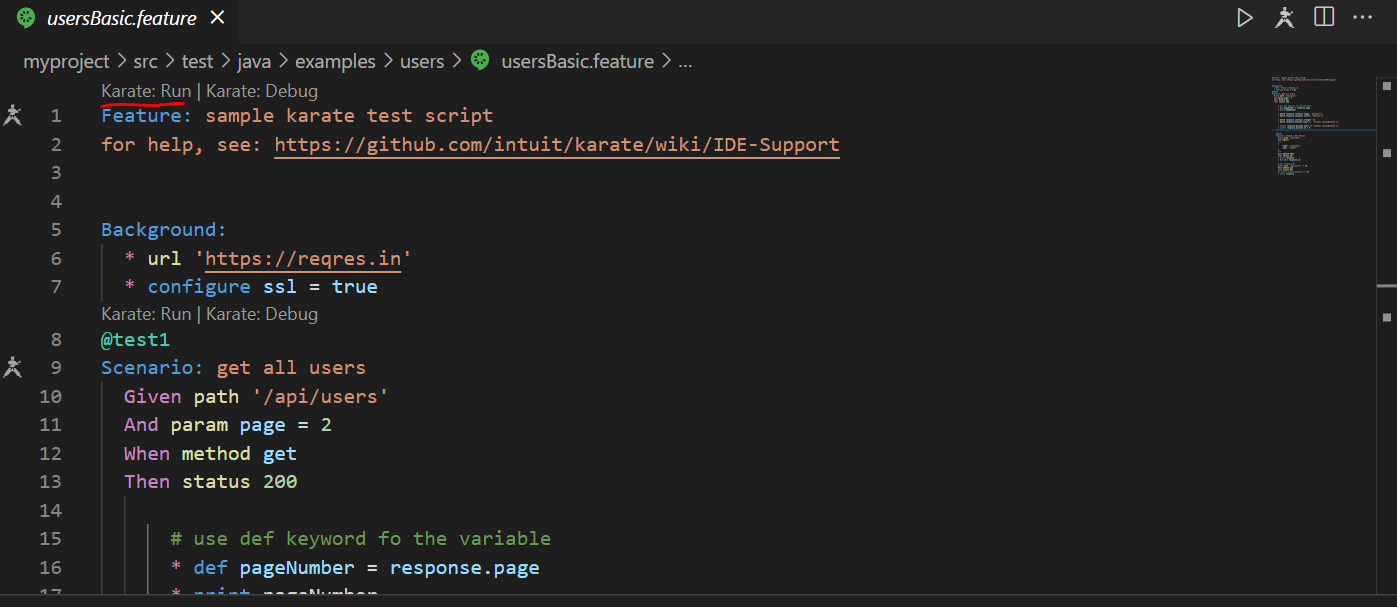 usersBasic.feature
myproject > src > test > java > examples > users > usersBasic.feature > ...
Karate: Run | Karate: Debug
1 Feature: sample karate test script
2 for help, see: https://github.com/intuit/karate/wiki/IDE-Support
3
4
5 Background:
6 * url 'https://reqres.in'
7 * configure ssl = true
Karate: Run | Karate: Debug
8 @test1
9 Scenario: get all users
10 Given path '/api/users'
11 And param page = 2
12 When method get
13 Then status 200
14
15 # use def keyword fo the variable
16 * def pageNumber = response.page
17 * print pageNumber